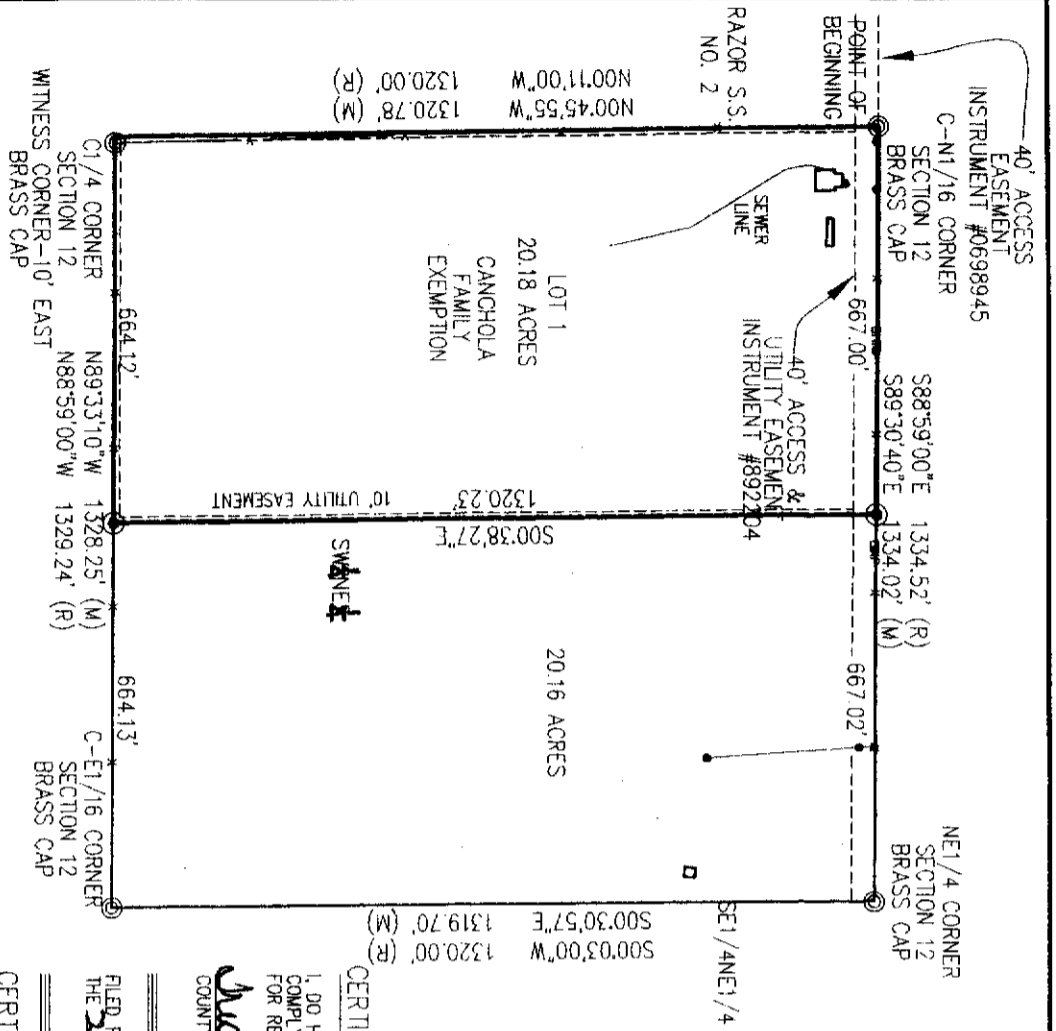 40' ACCESS
EASEMENT
INSTRUMENT #0698945
C-N1/16 CORNER
SECTION 12
BRASS CAP
POINT OF
BEGINNING
RAZOR S.S.
NO. 2
N00°45'55"W 1320.78' (M)
N00°11'00"W 1320.00' (R)
SEWER
LINE
667.00'
S88°59'00"E 1334.52' (R)
S89°30'40"E 1334.02' (M)
40' ACCESS &
UTILITY EASEMENT
INSTRUMENT #892204
LOT 1
20.18 ACRES
CANCHOLA
FAMILY
EXEMPTION
S00°38'27"E
1320.23'
10' UTILITY EASEMENT
SW4NE4
667.02'
20.16 ACRES
NE1/4 CORNER
SECTION 12
BRASS CAP
SE1/4NE1/4
S00°30'57"E 1319.70' (M)
S00°03'00"W 1320.00' (R)
664.12'
664.13'
C1/4 CORNER
SECTION 12
WITNESS CORNER-10' EAST
BRASS CAP
N89°33'10"W 1328.25' (M)
N88°59'00"W 1329.24' (R)
C-E1/16 CORNER
SECTION 12
BRASS CAP
I, DO H
COMPLY
FOR RE
COUNT
THE 2